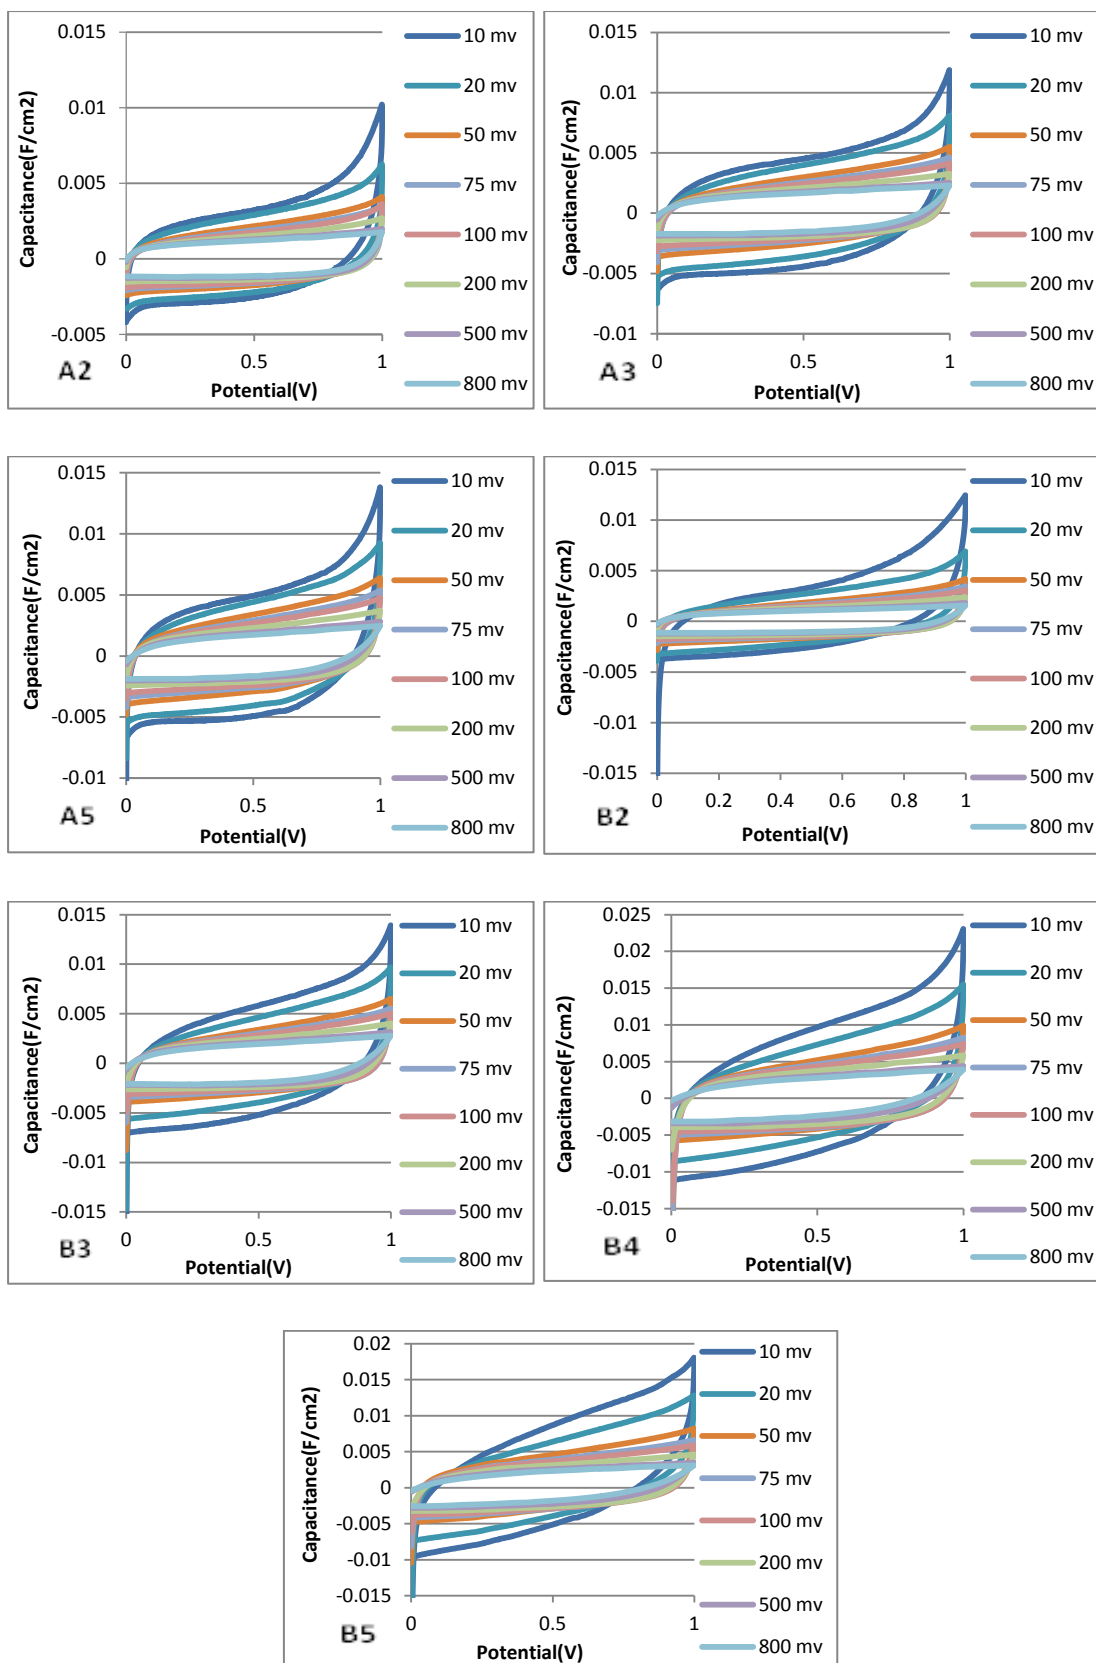 0.015
0.01
0.005
0
-0.005
0
0.5
1
Capacitance(F/cm2)
Potential(V)
A2
10 mv
20 mv
50 mv
75 mv
100 mv
200 mv
500 mv
800 mv
0.015
0.01
0.005
0
-0.005
-0.01
0
0.5
1
Capacitance(F/cm2)
Potential(V)
A3
10 mv
20 mv
50 mv
75 mv
100 mv
200 mv
500 mv
800 mv
0.015
0.01
0.005
0
-0.005
-0.01
0
0.5
1
Capacitance(F/cm2)
Potential(V)
A5
10 mv
20 mv
50 mv
75 mv
100 mv
200 mv
500 mv
800 mv
0.015
0.01
0.005
0
-0.005
-0.01
-0.015
0
0.2
0.4
0.6
0.8
1
Capacitance(F/cm2)
Potential(V)
B2
10 mv
20 mv
50 mv
75 mv
100 mv
200 mv
500 mv
800 mv
0.015
0.01
0.005
0
-0.005
-0.01
-0.015
0
0.5
1
Capacitance(F/cm2)
Potential(V)
B3
10 mv
20 mv
50 mv
75 mv
100 mv
200 mv
500 mv
800 mv
0.025
0.02
0.015
0.01
0.005
0
-0.005
-0.01
-0.015
0
0.5
1
Capacitance(F/cm2)
Potential(V)
B4
10 mv
20 mv
50 mv
75 mv
100 mv
200 mv
500 mv
800 mv
0.02
0.015
0.01
0.005
0
-0.005
-0.01
-0.015
0
0.5
1
Capacitance(F/cm2)
Potential(V)
B5
10 mv
20 mv
50 mv
75 mv
100 mv
200 mv
500 mv
800 mv